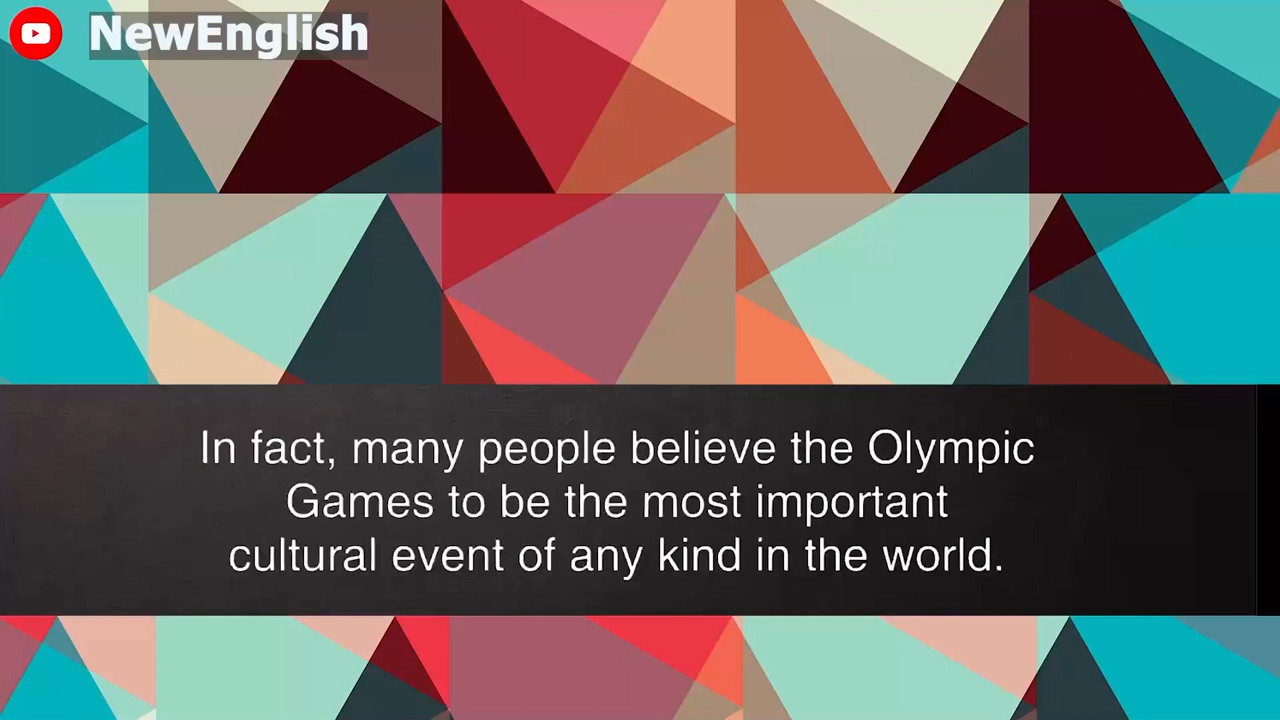 NewEnglish
In fact, many people believe the Olympic
Games to be the most important
cultural event of any kind in the world.